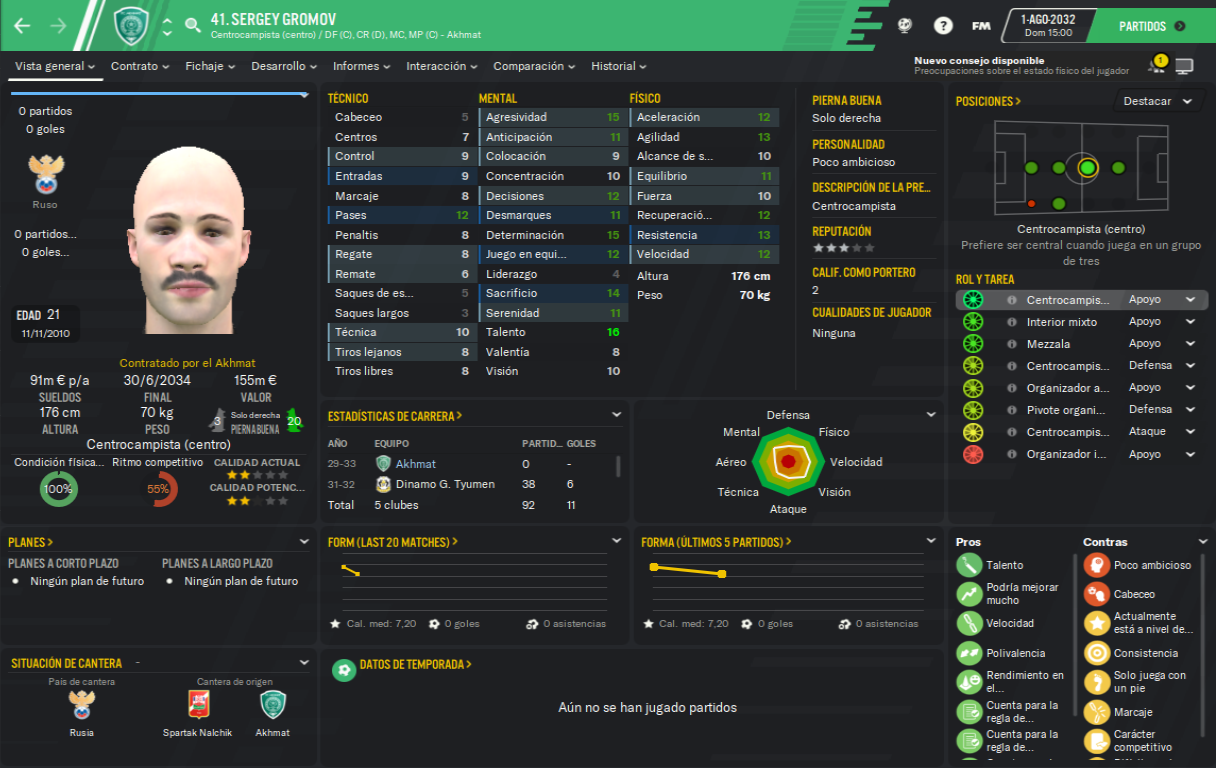 41. SERGEY GROMOV
Centrocampista (centro) / DF (C), CR (D), MC, MP (C) - Akhmat
?
FM
1-AGO-2032
Dom 15:00
PARTIDOS
Vista general
Contrato
Fichaje
Desarrollo
Informes
Interacción
Comparación
Historial
Nuevo consejo disponible
Preocupaciones sobre el estado físico del jugador
1
0 partidos
0 goles
Ruso
0 partidos...
0 goles...
EDAD 21
11/11/2010
Contratado por el Akhmat
91m € p/a
SUELDOS
30/6/2034
FINAL
155m €
VALOR
176 cm
ALTURA
70 kg
PESO
3
Solo derecha
PIERNA BUENA
20
Centrocampista (centro)
Condición física...
100%
Ritmo competitivo
55%
CALIDAD ACTUAL
CALIDAD POTENC...
TÉCNICO
Cabeceo 5
Centros 7
Control 9
Entradas 9
Marcaje 8
Pases 12
Penaltis 8
Regate 8
Remate 6
Saques de es... 5
Saques largos 3
Técnica 10
Tiros lejanos 8
Tiros libres 8
MENTAL
Agresividad 15
Anticipación 11
Colocación 9
Concentración 10
Decisiones 12
Desmarques 11
Determinación 15
Juego en equi... 12
Liderazgo 4
Sacrificio 14
Serenidad 11
Talento 16
Valentía 8
Visión 10
FÍSICO
Aceleración 12
Agilidad 13
Alcance de s... 10
Equilibrio 11
Fuerza 10
Recuperació... 12
Resistencia 13
Velocidad 12
Altura 176 cm
Peso 70 kg
PIERNA BUENA
Solo derecha
PERSONALIDAD
Poco ambicioso
DESCRIPCIÓN DE LA PRE...
Centrocampista
REPUTACIÓN
CALIF. COMO PORTERO
2
CUALIDADES DE JUGADOR
Ninguna
POSICIONES >
Destacar
Centrocampista (centro)
Prefiere ser central cuando juega en un grupo
de tres
ROL Y TAREA
Centrocampis... Apoyo
Interior mixto Apoyo
Mezzala Apoyo
Centrocampis... Defensa
Organizador a... Apoyo
Pivote organi... Defensa
Centrocampis... Ataque
Organizador i... Apoyo
ESTADÍSTICAS DE CARRERA >
AÑO EQUIPO PARTID... GOLES
29-33 Akhmat 0 -
31-32 Dinamo G. Tyumen 38 6
Total 5 clubes 92 11
Defensa
Mental
Físico
Aéreo
Velocidad
Técnica
Visión
Ataque
PLANES >
PLANES A CORTO PLAZO
Ningún plan de futuro
PLANES A LARGO PLAZO
Ningún plan de futuro
FORM (LAST 20 MATCHES) >
Cal. med: 7,20 0 goles 0 asistencias
FORMA (ÚLTIMOS 5 PARTIDOS) >
Cal. med: 7,20 0 goles 0 asistencias
Pros
Talento
Podría mejorar
mucho
Velocidad
Polivalencia
Rendimiento en
el...
Cuenta para la
regla de...
Cuenta para la
regla de...
Contras
Poco ambicioso
Cabeceo
Actualmente
está a nivel de...
Consistencia
Solo juega con
un pie
Marcaje
Carácter
competitivo
SITUACIÓN DE CANTERA -
País de cantera
Rusia
Cantera de origen
Spartak Nalchik
Akhmat
DATOS DE TEMPORADA >
Aún no se han jugado partidos